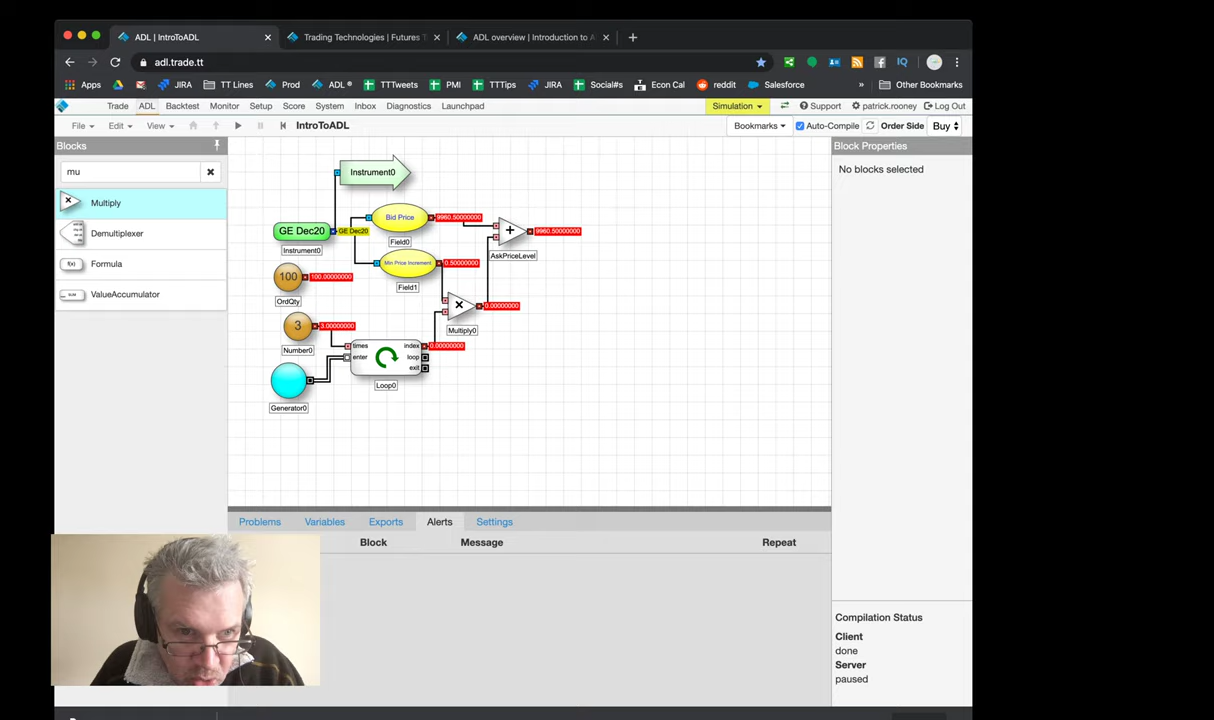 ADL | IntroToADL
Trading Technologies | Futures T
ADL overview | Introduction to A
adl.trade.tt
Apps
JIRA
TT Lines
Prod
ADL ®
TTTweets
PMI
TTTips
JIRA
Social#s
Econ Cal
reddit
Salesforce
»
Other Bookmarks
Trade
ADL
Backtest
Monitor
Setup
Score
System
Inbox
Diagnostics
Launchpad
Simulation
Support
patrick.rooney
Log Out
File
Edit
View
IntroToADL
Bookmarks
Auto-Compile
Order Side
Buy
Blocks
Block Properties
mu
No blocks selected
Multiply
Demultiplexer
f(x)
Formula
SUM
ValueAccumulator
Instrument0
Bid Price
9960.50000000
Field0
GE Dec20
GE Dec20
Instrument0
+
9960.50000000
AskPriceLevel
Min Price Increment
0.50000000
Field1
100
100.00000000
OrdQty
×
0.00000000
Multiply0
3
3.00000000
Number0
times
index
0.00000000
enter
loop
exit
Loop0
Generator0
Problems
Variables
Exports
Alerts
Settings
Block
Message
Repeat
Compilation Status
Client
done
Server
paused